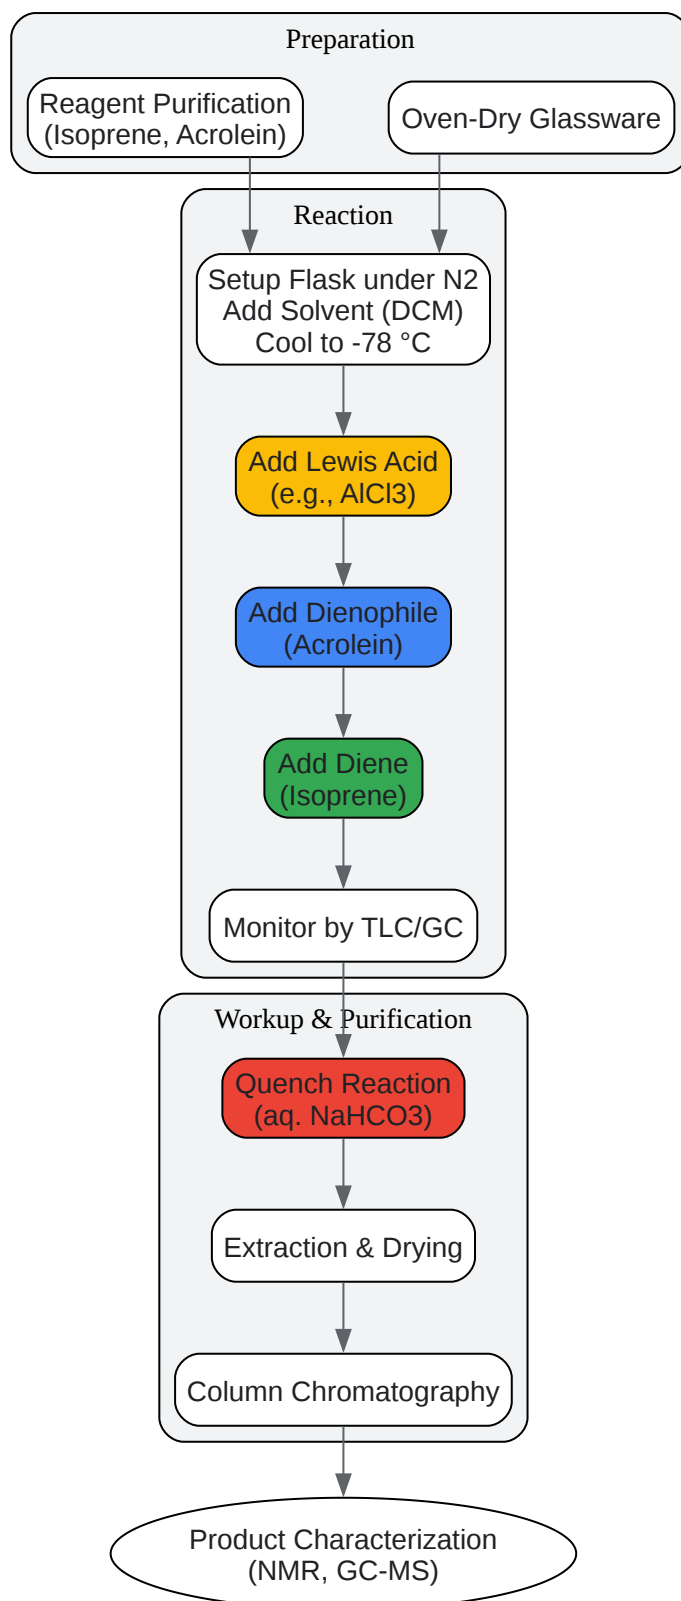 Preparation
Reagent Purification
(Isoprene, Acrolein)
Oven-Dry Glassware
Reaction
Setup Flask under N2
Add Solvent (DCM)
Cool to -78 °C
Add Lewis Acid
(e.g., AlCl3)
Add Dienophile
(Acrolein)
Add Diene
(Isoprene)
Monitor by TLC/GC
Workup & Purification
Quench Reaction
(aq. NaHCO3)
Extraction & Drying
Column Chromatography
Product Characterization
(NMR, GC-MS)